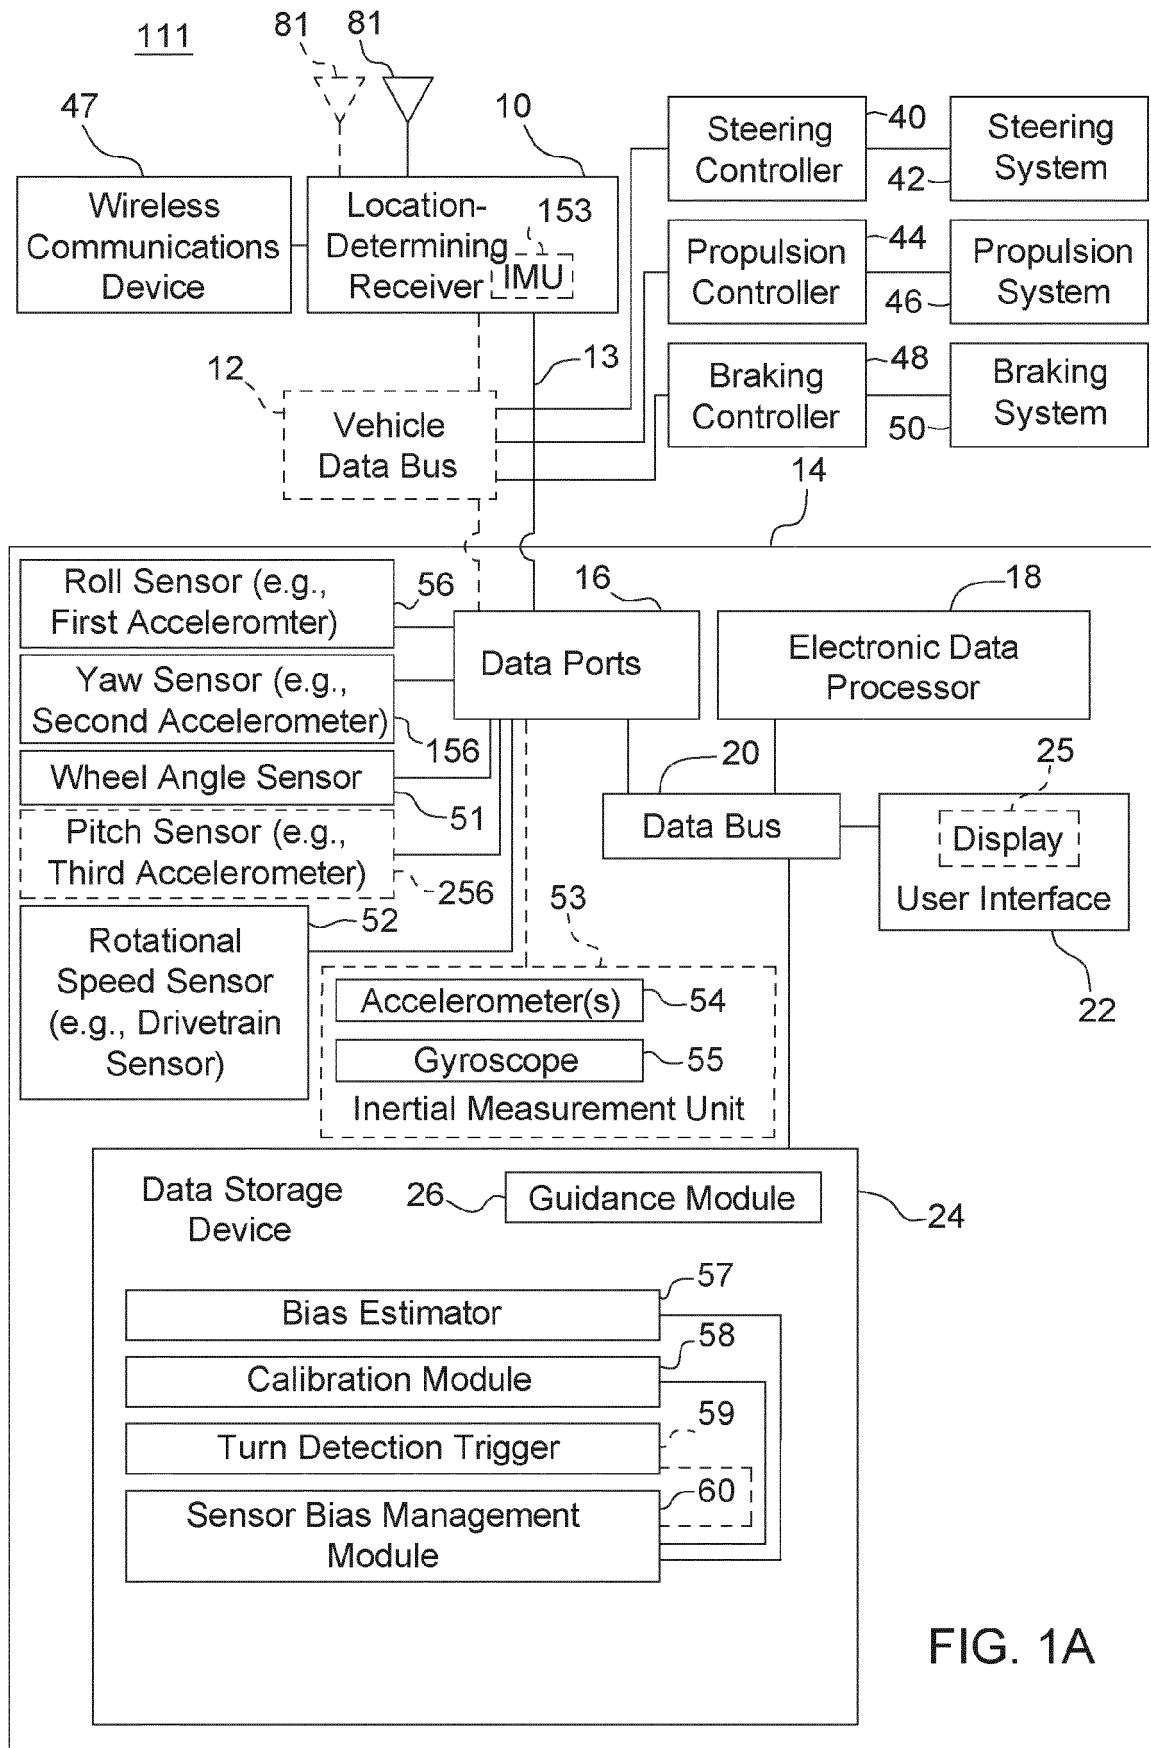 111
81
81
47
10
40
42
Wireless
Communications
Device
Location-
Determining
Receiver
153
IMU
Steering
Controller
Steering
System
44
46
Propulsion
Controller
Propulsion
System
12
13
Vehicle
Data Bus
48
50
Braking
Controller
Braking
System
14
Roll Sensor (e.g.,
First Acceleromter)
56
16
18
Data Ports
Electronic Data
Processor
Yaw Sensor (e.g.,
Second Accelerometer)
156
Wheel Angle Sensor
51
20
25
Data Bus
Display
User Interface
22
Pitch Sensor (e.g.,
Third Accelerometer)
256
52
53
Rotational
Speed Sensor
(e.g., Drivetrain
Sensor)
Accelerometer(s)
54
Gyroscope
55
Inertial Measurement Unit
Data Storage
Device
26
Guidance Module
24
57
Bias Estimator
58
Calibration Module
59
Turn Detection Trigger
60
Sensor Bias Management
Module
FIG. 1A